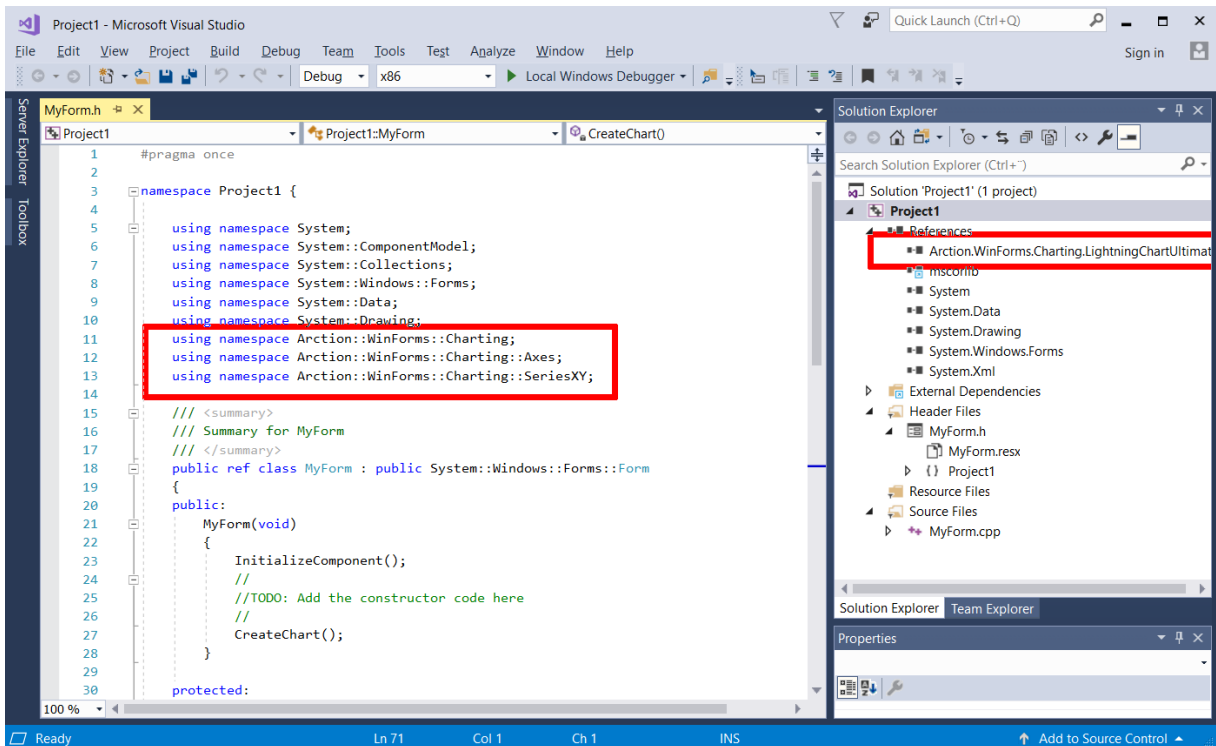 Project1 - Microsoft Visual Studio
Quick Launch (Ctrl+Q)
File Edit View Project Build Debug Team Tools Test Analyze Window Help
Sign in
Debug x86 Local Windows Debugger
Server Explorer
Toolbox
MyForm.h
Project1 Project1::MyForm CreateChart()
1 #pragma once
2
3 namespace Project1 {
4
5 using namespace System;
6 using namespace System::ComponentModel;
7 using namespace System::Collections;
8 using namespace System::Windows::Forms;
9 using namespace System::Data;
10 using namespace System::Drawing;
11 using namespace Arction::WinForms::Charting;
12 using namespace Arction::WinForms::Charting::Axes;
13 using namespace Arction::WinForms::Charting::SeriesXY;
14
15 /// <summary>
16 /// Summary for MyForm
17 /// </summary>
18 public ref class MyForm : public System::Windows::Forms::Form
19 {
20 public:
21 MyForm(void)
22 {
23 InitializeComponent();
24 //
25 //TODO: Add the constructor code here
26 //
27 CreateChart();
28 }
29
30 protected:
100 %
Solution Explorer
Search Solution Explorer (Ctrl+¨)
Solution 'Project1' (1 project)
Project1
References
Arction.WinForms.Charting.LightningChartUltimat
mscorlib
System
System.Data
System.Drawing
System.Windows.Forms
System.Xml
External Dependencies
Header Files
MyForm.h
MyForm.resx
{} Project1
Resource Files
Source Files
++ MyForm.cpp
Solution Explorer Team Explorer
Properties
Ready Ln 71 Col 1 Ch 1 INS Add to Source Control